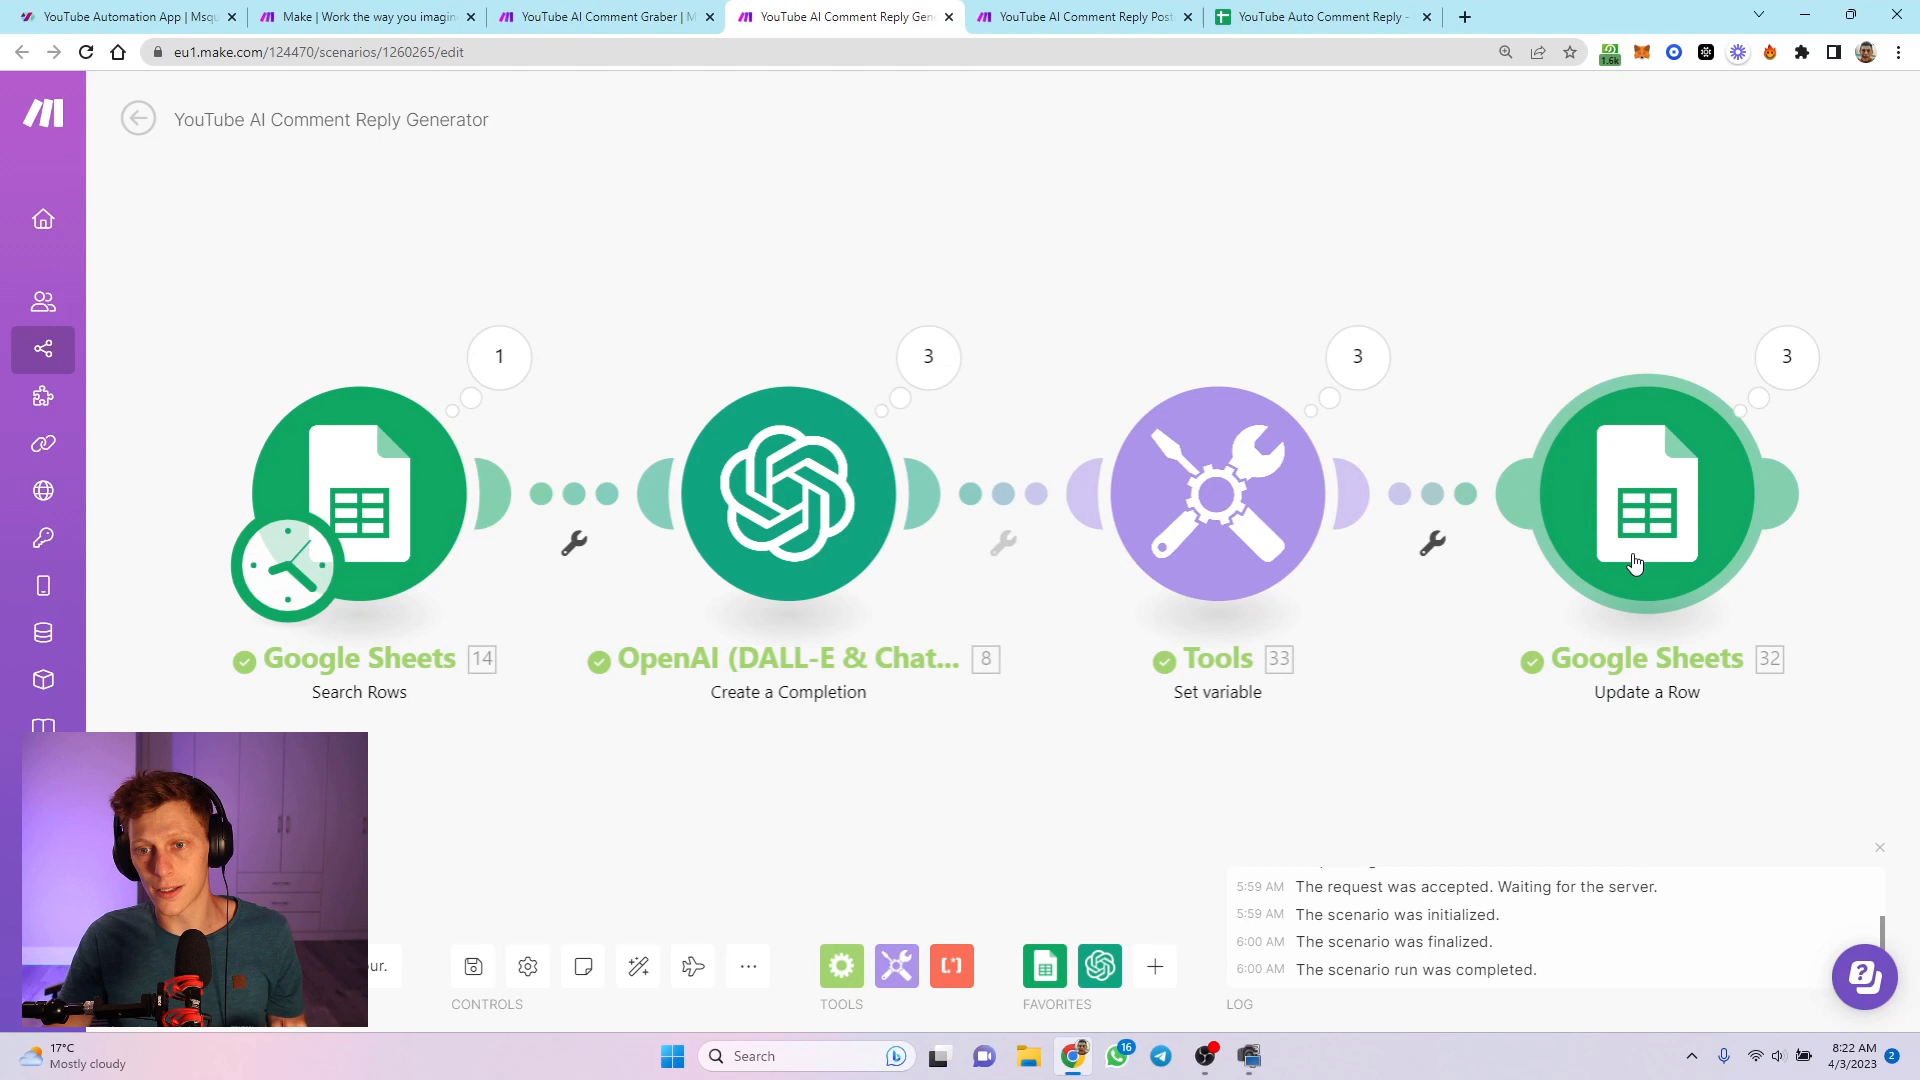 YouTube Automation App | Msqu
Make | Work the way you imagin
YouTube AI Comment Graber | M
YouTube AI Comment Reply Gen
YouTube AI Comment Reply Post
YouTube Auto Comment Reply -
eu1.make.com/124470/scenarios/1260265/edit
1.6k
YouTube AI Comment Reply Generator
1
3
3
3
Google Sheets 14
Search Rows
OpenAI (DALL-E & Chat... 8
Create a Completion
Tools 33
Set variable
Google Sheets 32
Update a Row
5:59 AM The request was accepted. Waiting for the server.
5:59 AM The scenario was initialized.
6:00 AM The scenario was finalized.
6:00 AM The scenario run was completed.
CONTROLS
TOOLS
FAVORITES
LOG
17°C
Mostly cloudy
Search
16
8:22 AM
4/3/2023
2